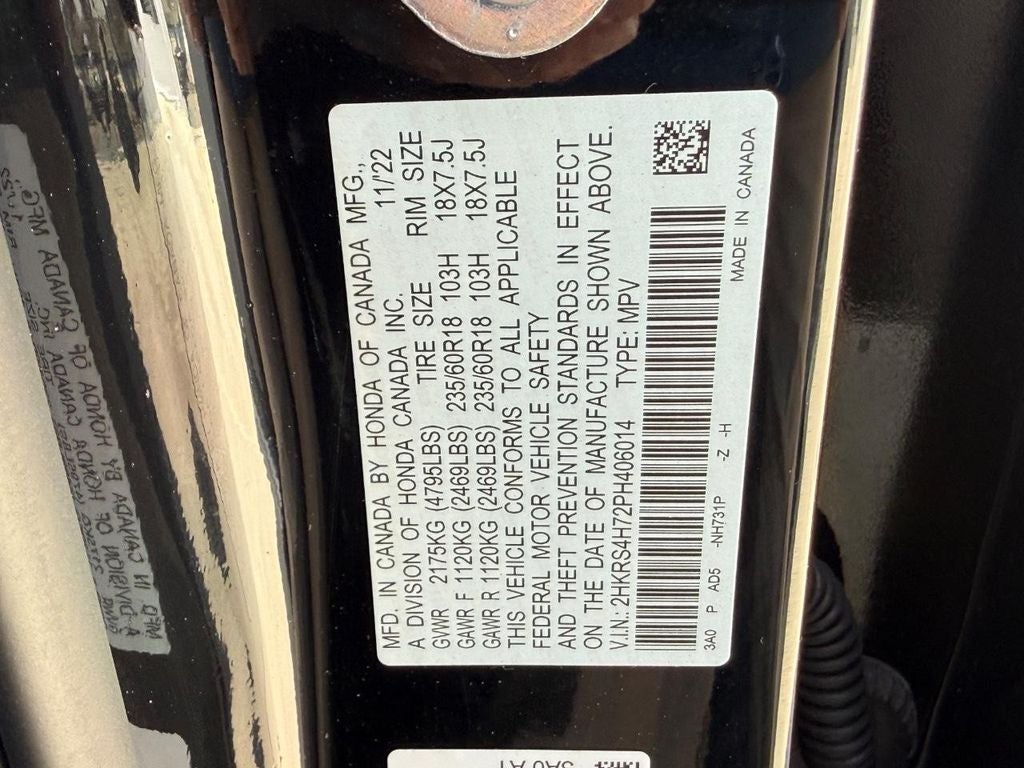 MFD. IN CANADA BY HONDA OF CANADA MFG.,
A DIVISION OF HONDA CANADA INC. 11/22
GVWR 2175KG (4795LBS) TIRE SIZE RIM SIZE
GAWR F 1120KG (2469LBS) 235/60R18 103H 18X7.5J
GAWR R 1120KG (2469LBS) 235/60R18 103H 18X7.5J
THIS VEHICLE CONFORMS TO ALL APPLICABLE
FEDERAL MOTOR VEHICLE SAFETY
AND THEFT PREVENTION STANDARDS IN EFFECT
ON THE DATE OF MANUFACTURE SHOWN ABOVE.
V.I.N.: 2HKRS4H72PH406014 TYPE: MPV
3A0 P AD5 -NH731P -Z -H
MADE IN CANADA